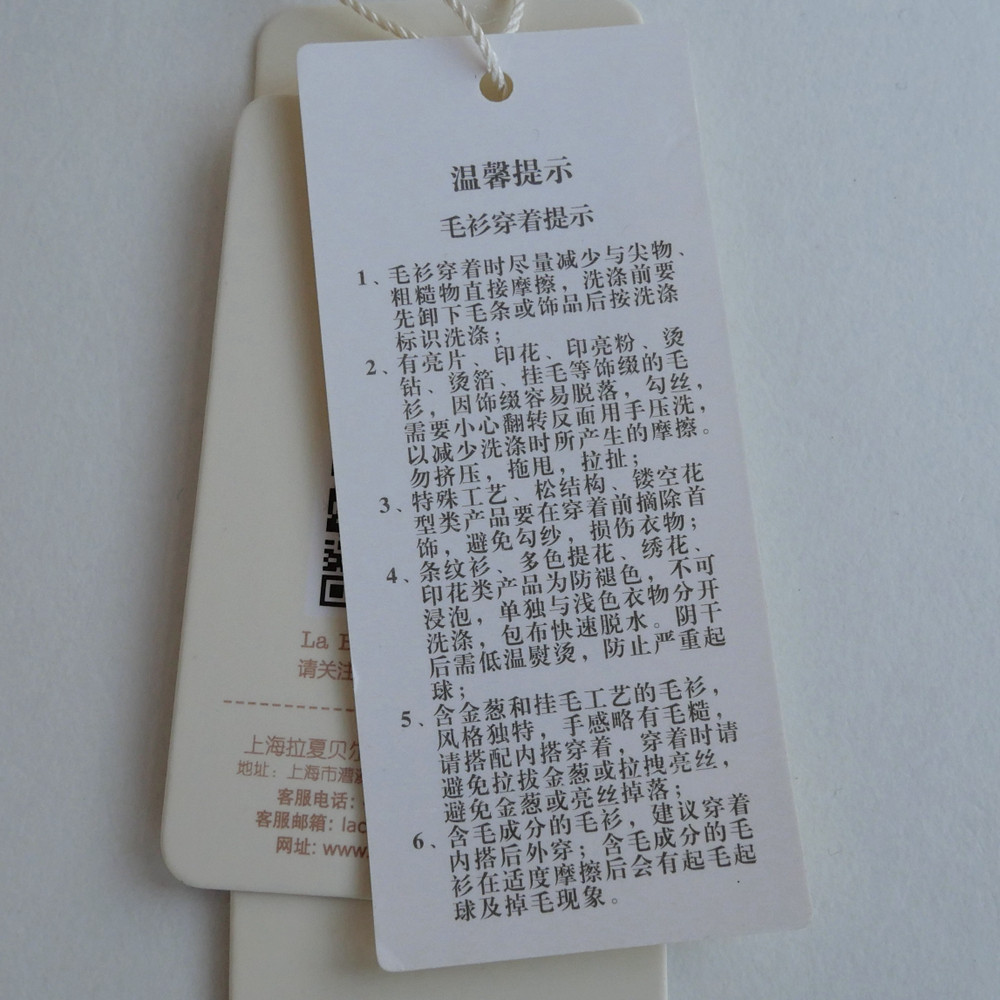 温馨提示
毛衫穿着提示
1、毛衫穿着时尽量减少与尖物、
粗糙物直接摩擦，洗涤前要
先卸下毛条或饰品后按洗涤
标识洗涤；
2、有亮片、印花、印亮粉、烫
钻、烫箔、挂毛等饰缀的毛
衫，因饰缀容易脱落，勾丝，
需要小心翻转反面用手压洗，
以减少洗涤时所产生的摩擦。
勿挤压，拖甩，拉扯；
3、特殊工艺、松结构、镂空花
型类产品要在穿着前摘除首
饰，避免勾纱，损伤衣物；
4、条纹衫、多色提花、绣花、
印花类产品为防褪色，不可
浸泡，单独与浅色衣物分开
洗涤，包布快速脱水。阴干
后需低温熨烫，防止严重起
球；
5、含金葱和挂毛工艺的毛衫，
风格独特，手感略有毛糙，
请搭配内搭穿着，穿着时请
避免拉拔金葱或拉拽亮丝，
避免金葱或亮丝掉落；
6、含毛成分的毛衫，建议穿着
内搭后外穿；含毛成分的毛
衫在适度摩擦后会有起毛起
球及掉毛现象。
La
请关注
上海拉夏贝尔
地址：上海市漕
客服电话：
客服邮箱：lac
网址：www.